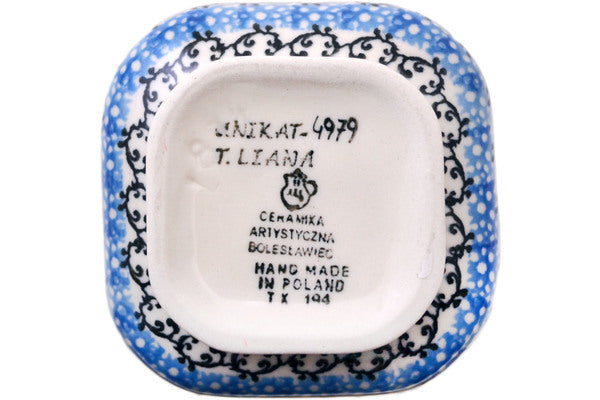 UNIKAT-4979
T. LIANA
CERAMIKA
ARTYSTYCZNA
BOLESŁAWIEC
HAND MADE
IN POLAND
TX 194